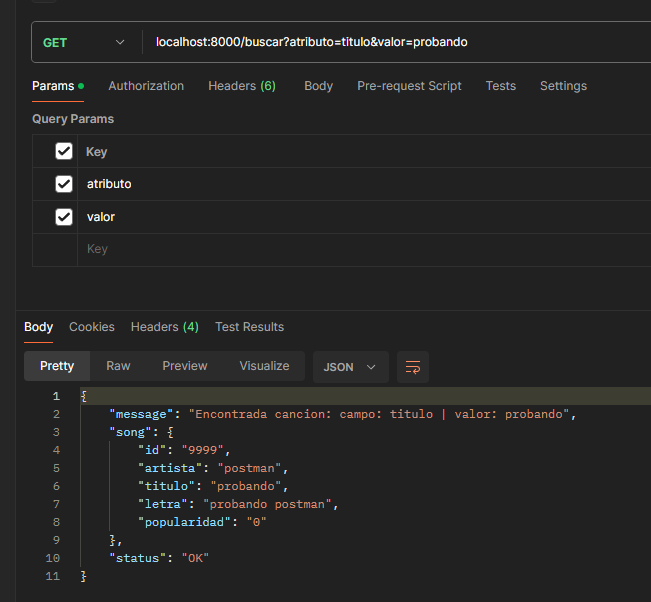 GET localhost:8000/buscar?atributo=titulo&valor=probando
Params Authorization Headers (6) Body Pre-request Script Tests Settings
Query Params
Key
atributo
valor
Key
Body Cookies Headers (4) Test Results
Pretty Raw Preview Visualize JSON
1 {
2 "message": "Encontrada cancion: campo: titulo | valor: probando",
3 "song": {
4 "id": "9999",
5 "artista": "postman",
6 "titulo": "probando",
7 "letra": "probando postman",
8 "popularidad": "0"
9 },
10 "status": "OK"
11 }